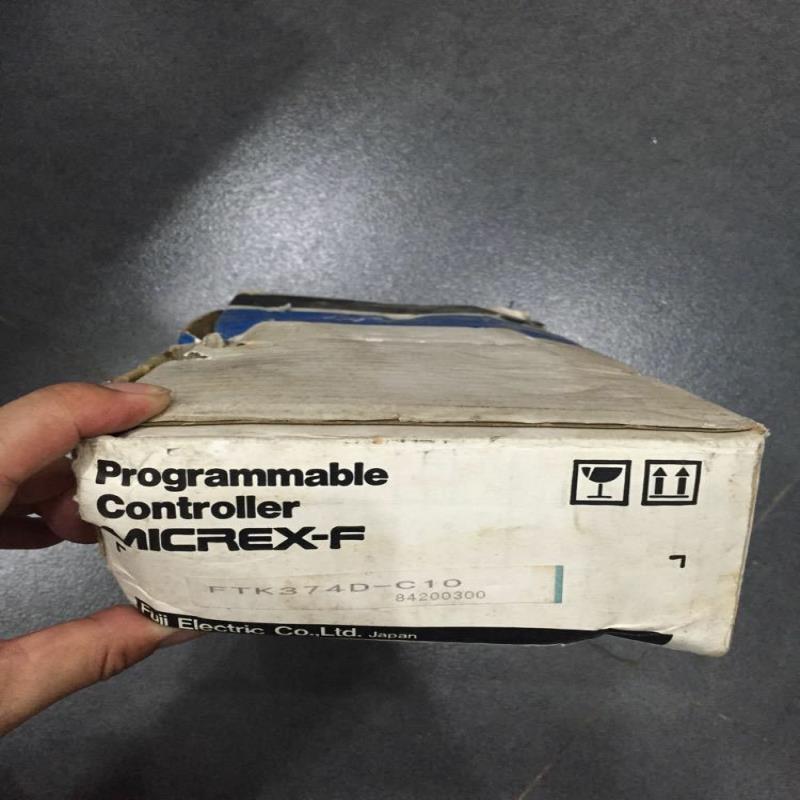 Programmable
Controller
MICREX-F
FTK374D-C10
84200300
Fuji Electric Co.,Ltd. Japan